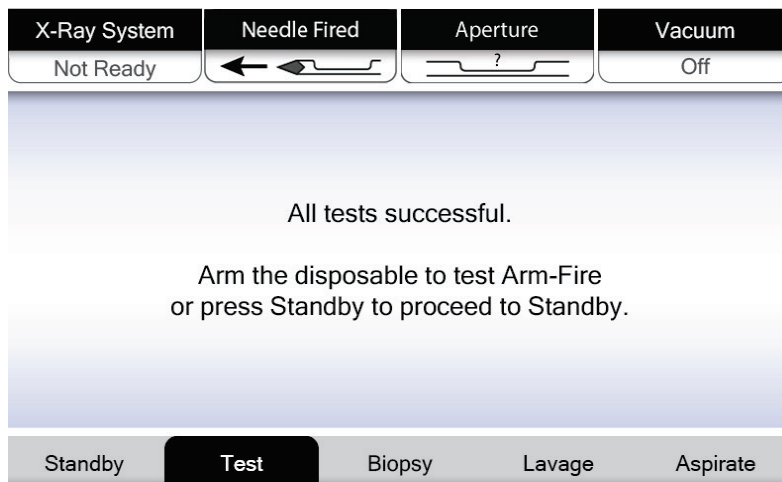 X-Ray System Needle Fired Aperture Vacuum
Not Ready ? Off
All tests successful.
Arm the disposable to test Arm-Fire
or press Standby to proceed to Standby.
Standby Test Biopsy Lavage Aspirate